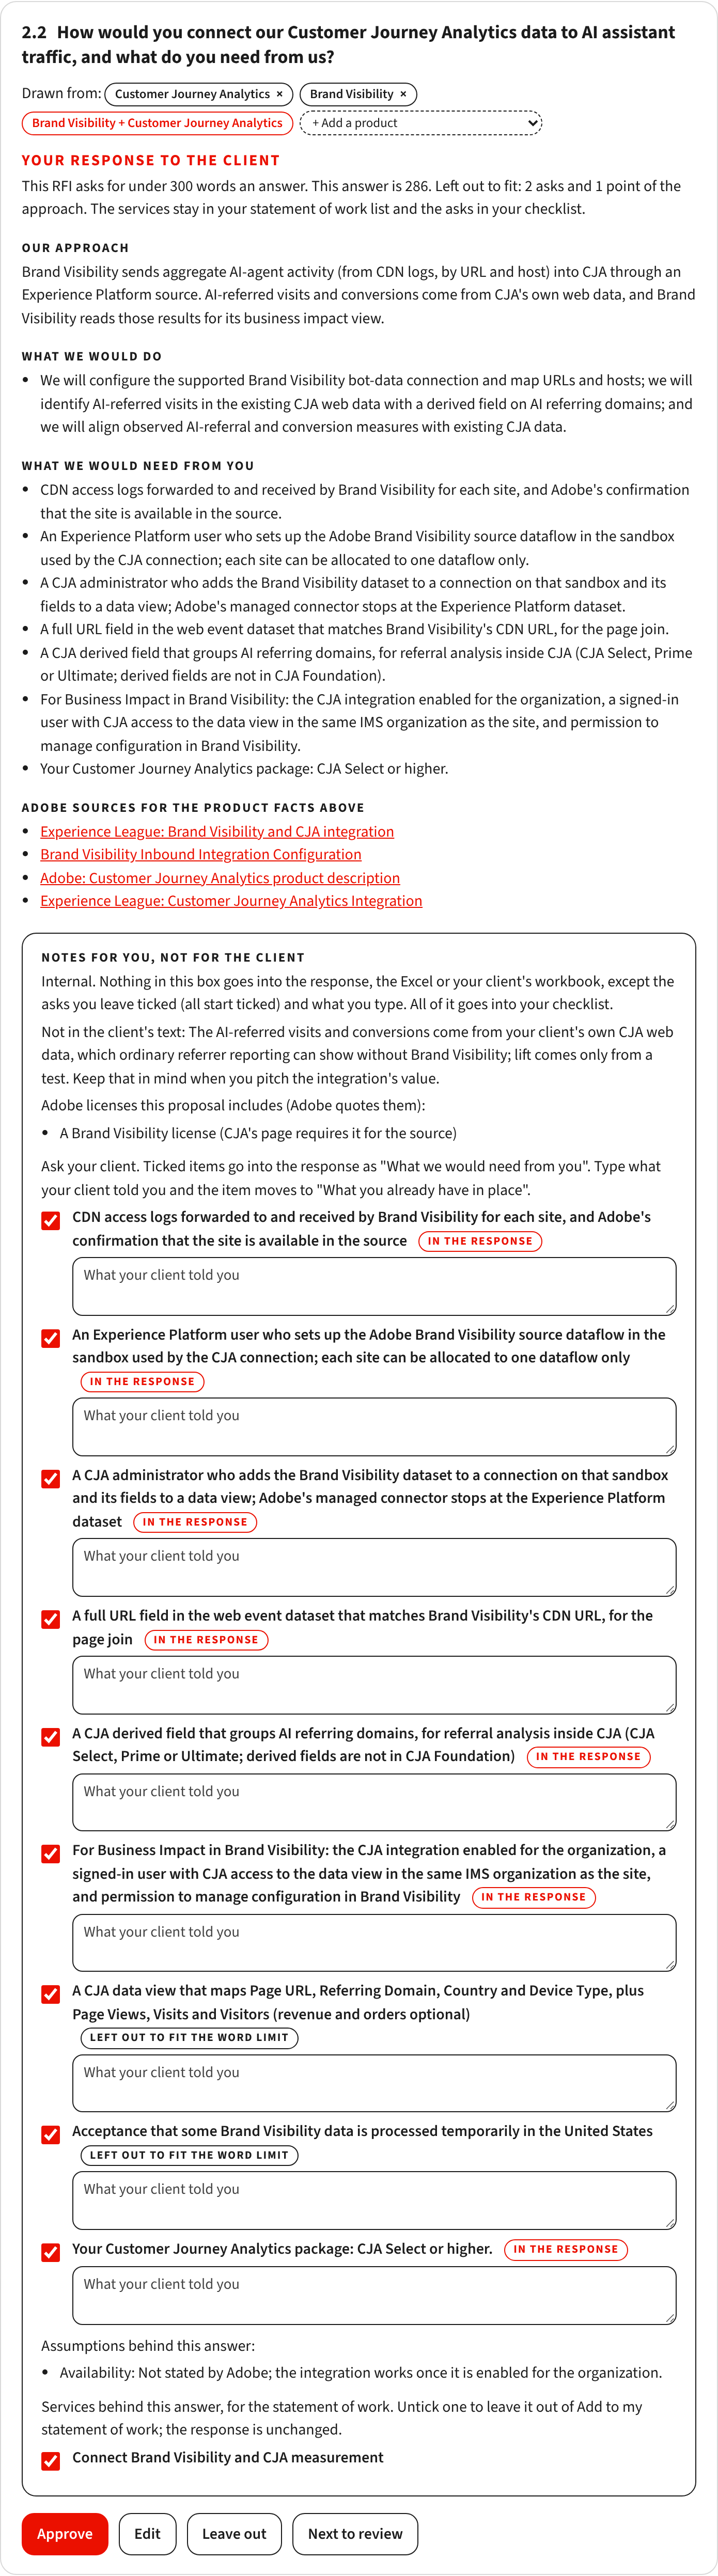 2.2 How would you connect our Customer Journey Analytics data to AI assistant
traffic, and what do you need from us?
Drawn from: Customer Journey Analytics × Brand Visibility ×
Brand Visibility + Customer Journey Analytics + Add a product
YOUR RESPONSE TO THE CLIENT
This RFI asks for under 300 words an answer. This answer is 286. Left out to fit: 2 asks and 1 point of the
approach. The services stay in your statement of work list and the asks in your checklist.
OUR APPROACH
Brand Visibility sends aggregate AI-agent activity (from CDN logs, by URL and host) into CJA through an
Experience Platform source. AI-referred visits and conversions come from CJA's own web data, and Brand
Visibility reads those results for its business impact view.
WHAT WE WOULD DO
• We will configure the supported Brand Visibility bot-data connection and map URLs and hosts; we will
identify AI-referred visits in the existing CJA web data with a derived field on AI referring domains; and
we will align observed AI-referral and conversion measures with existing CJA data.
WHAT WE WOULD NEED FROM YOU
• CDN access logs forwarded to and received by Brand Visibility for each site, and Adobe's confirmation
that the site is available in the source.
• An Experience Platform user who sets up the Adobe Brand Visibility source dataflow in the sandbox
used by the CJA connection; each site can be allocated to one dataflow only.
• A CJA administrator who adds the Brand Visibility dataset to a connection on that sandbox and its
fields to a data view; Adobe's managed connector stops at the Experience Platform dataset.
• A full URL field in the web event dataset that matches Brand Visibility's CDN URL, for the page join.
• A CJA derived field that groups AI referring domains, for referral analysis inside CJA (CJA Select, Prime
or Ultimate; derived fields are not in CJA Foundation).
• For Business Impact in Brand Visibility: the CJA integration enabled for the organization, a signed-in
user with CJA access to the data view in the same IMS organization as the site, and permission to
manage configuration in Brand Visibility.
• Your Customer Journey Analytics package: CJA Select or higher.
ADOBE SOURCES FOR THE PRODUCT FACTS ABOVE
• Experience League: Brand Visibility and CJA integration
• Brand Visibility Inbound Integration Configuration
• Adobe: Customer Journey Analytics product description
• Experience League: Customer Journey Analytics Integration
NOTES FOR YOU, NOT FOR THE CLIENT
Internal. Nothing in this box goes into the response, the Excel or your client's workbook, except the
asks you leave ticked (all start ticked) and what you type. All of it goes into your checklist.
Not in the client's text: The AI-referred visits and conversions come from your client's own CJA web
data, which ordinary referrer reporting can show without Brand Visibility; lift comes only from a
test. Keep that in mind when you pitch the integration's value.
Adobe licenses this proposal includes (Adobe quotes them):
• A Brand Visibility license (CJA's page requires it for the source)
Ask your client. Ticked items go into the response as "What we would need from you". Type what
your client told you and the item moves to "What you already have in place".
CDN access logs forwarded to and received by Brand Visibility for each site, and Adobe's
confirmation that the site is available in the source IN THE RESPONSE
What your client told you
An Experience Platform user who sets up the Adobe Brand Visibility source dataflow in the
sandbox used by the CJA connection; each site can be allocated to one dataflow only
IN THE RESPONSE
What your client told you
A CJA administrator who adds the Brand Visibility dataset to a connection on that sandbox
and its fields to a data view; Adobe's managed connector stops at the Experience Platform
dataset IN THE RESPONSE
What your client told you
A full URL field in the web event dataset that matches Brand Visibility's CDN URL, for the
page join IN THE RESPONSE
What your client told you
A CJA derived field that groups AI referring domains, for referral analysis inside CJA (CJA
Select, Prime or Ultimate; derived fields are not in CJA Foundation) IN THE RESPONSE
What your client told you
For Business Impact in Brand Visibility: the CJA integration enabled for the organization, a
signed-in user with CJA access to the data view in the same IMS organization as the site,
and permission to manage configuration in Brand Visibility IN THE RESPONSE
What your client told you
A CJA data view that maps Page URL, Referring Domain, Country and Device Type, plus
Page Views, Visits and Visitors (revenue and orders optional)
LEFT OUT TO FIT THE WORD LIMIT
What your client told you
Acceptance that some Brand Visibility data is processed temporarily in the United States
LEFT OUT TO FIT THE WORD LIMIT
What your client told you
Your Customer Journey Analytics package: CJA Select or higher. IN THE RESPONSE
What your client told you
Assumptions behind this answer:
• Availability: Not stated by Adobe; the integration works once it is enabled for the organization.
Services behind this answer, for the statement of work. Untick one to leave it out of Add to my
statement of work; the response is unchanged.
Connect Brand Visibility and CJA measurement
Approve Edit Leave out Next to review